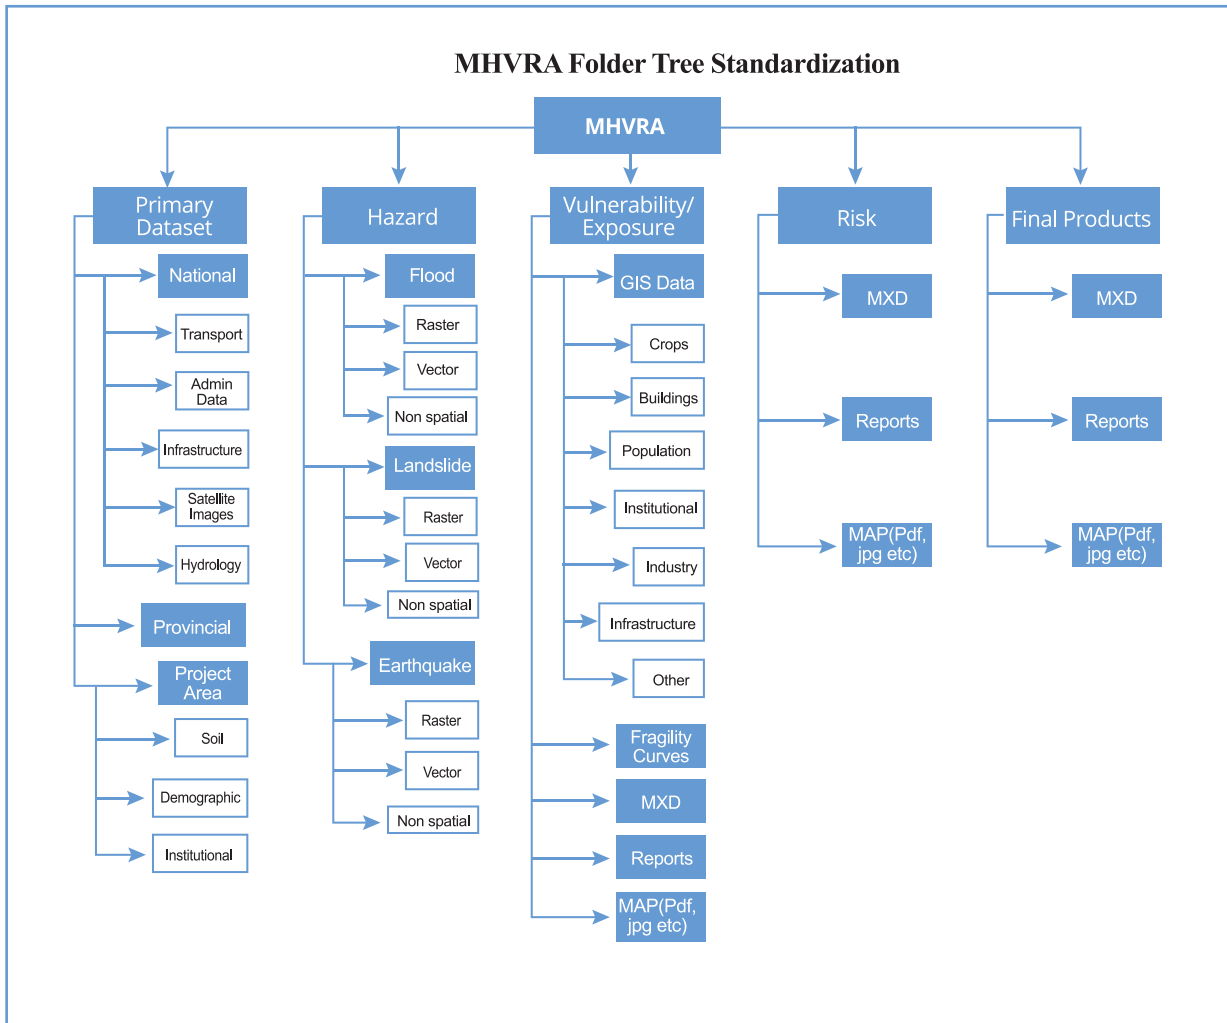 MHVRA Folder Tree Standardization
MHVRA
Primary
Dataset
National
Transport
Admin
Data
Infrastructure
Satellite
Images
Hydrology
Provincial
Project
Area
Soil
Demographic
Institutional
Hazard
Flood
Raster
Vector
Non spatial
Landslide
Raster
Vector
Non spatial
Earthquake
Raster
Vector
Non spatial
Vulnerability/
Exposure
GIS Data
Crops
Buildings
Population
Institutional
Industry
Infrastructure
Other
Fragility
Curves
MXD
Reports
MAP(Pdf,
jpg etc)
Risk
MXD
Reports
MAP(Pdf,
jpg etc)
Final Products
MXD
Reports
MAP(Pdf,
jpg etc)